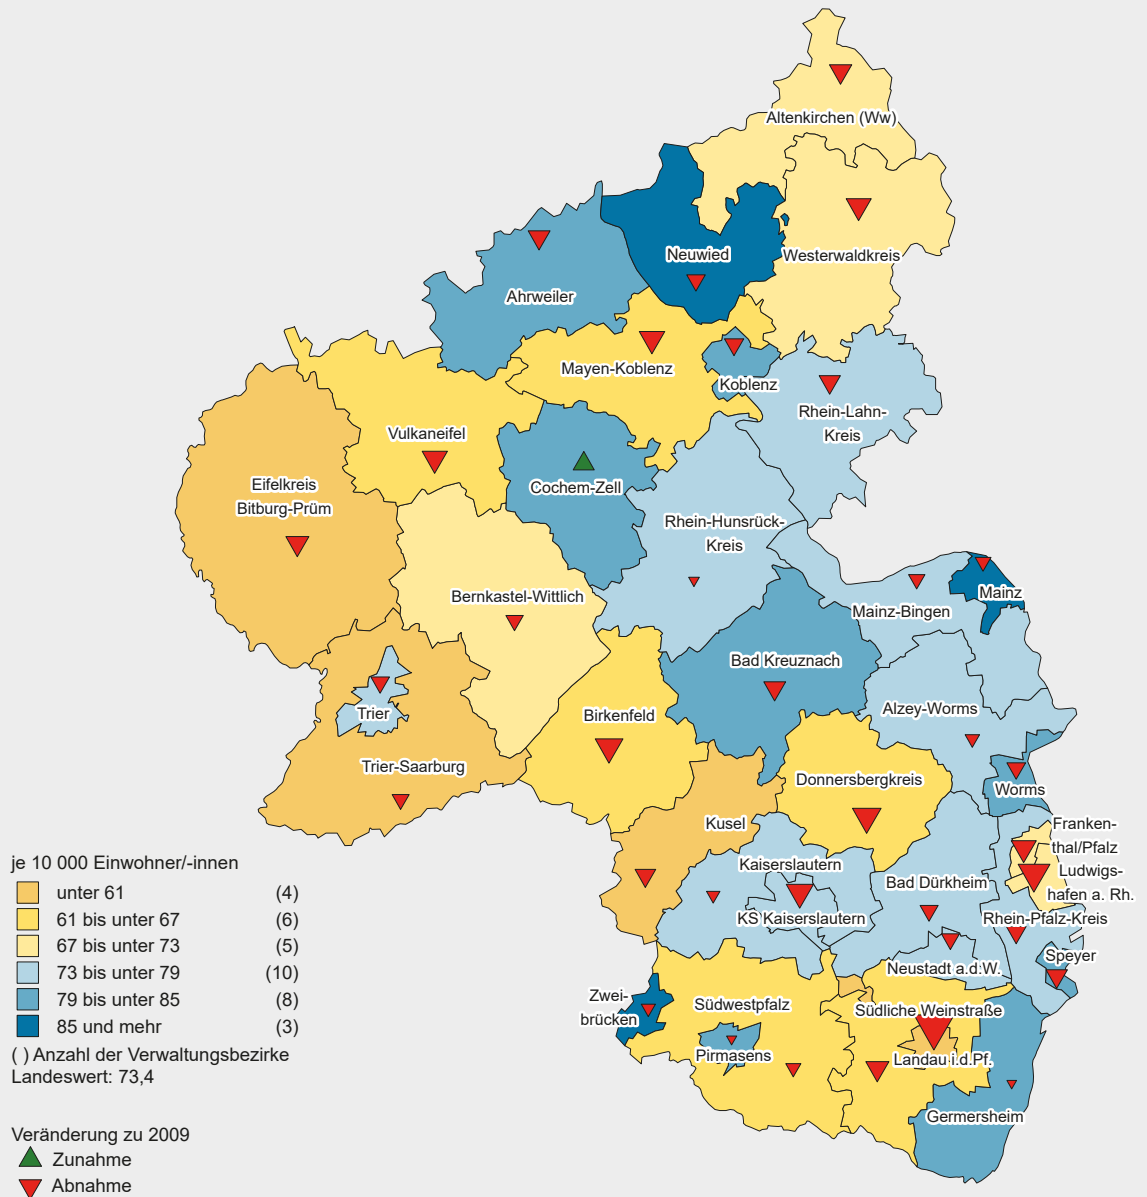 Altenkirchen (Ww)
Neuwied
Westerwaldkreis
Ahrweiler
Mayen-Koblenz
Koblenz
Rhein-Lahn-
Kreis
Vulkaneifel
Cochem-Zell
Eifelkreis
Bitburg-Prüm
Rhein-Hunsrück-
Kreis
Bernkastel-Wittlich
Mainz-Bingen
Mainz
Bad Kreuznach
Trier
Birkenfeld
Alzey-Worms
Trier-Saarburg
Donnersbergkreis
Worms
Kusel
Franken-
thal/Pfalz
Kaiserslautern
Ludwigs-
hafen a. Rh.
Bad Dürkheim
KS Kaiserslautern
Rhein-Pfalz-Kreis
Speyer
Neustadt a.d.W.
Zwei-
brücken
Südwestpfalz
Südliche Weinstraße
Pirmasens
Landau i.d.Pf.
Germersheim
je 10 000 Einwohner/-innen
unter 61 (4)
61 bis unter 67 (6)
67 bis unter 73 (5)
73 bis unter 79 (10)
79 bis unter 85 (8)
85 und mehr (3)
( ) Anzahl der Verwaltungsbezirke
Landeswert: 73,4
Veränderung zu 2009
Zunahme
Abnahme